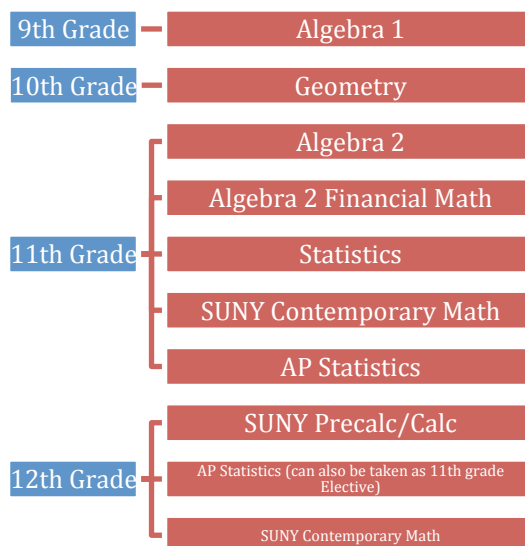 9th Grade
Algebra 1
10th Grade
Geometry
11th Grade
Algebra 2
Algebra 2 Financial Math
Statistics
SUNY Contemporary Math
AP Statistics
12th Grade
SUNY Precalc/Calc
AP Statistics (can also be taken as 11th grade
Elective)
SUNY Contemporary Math